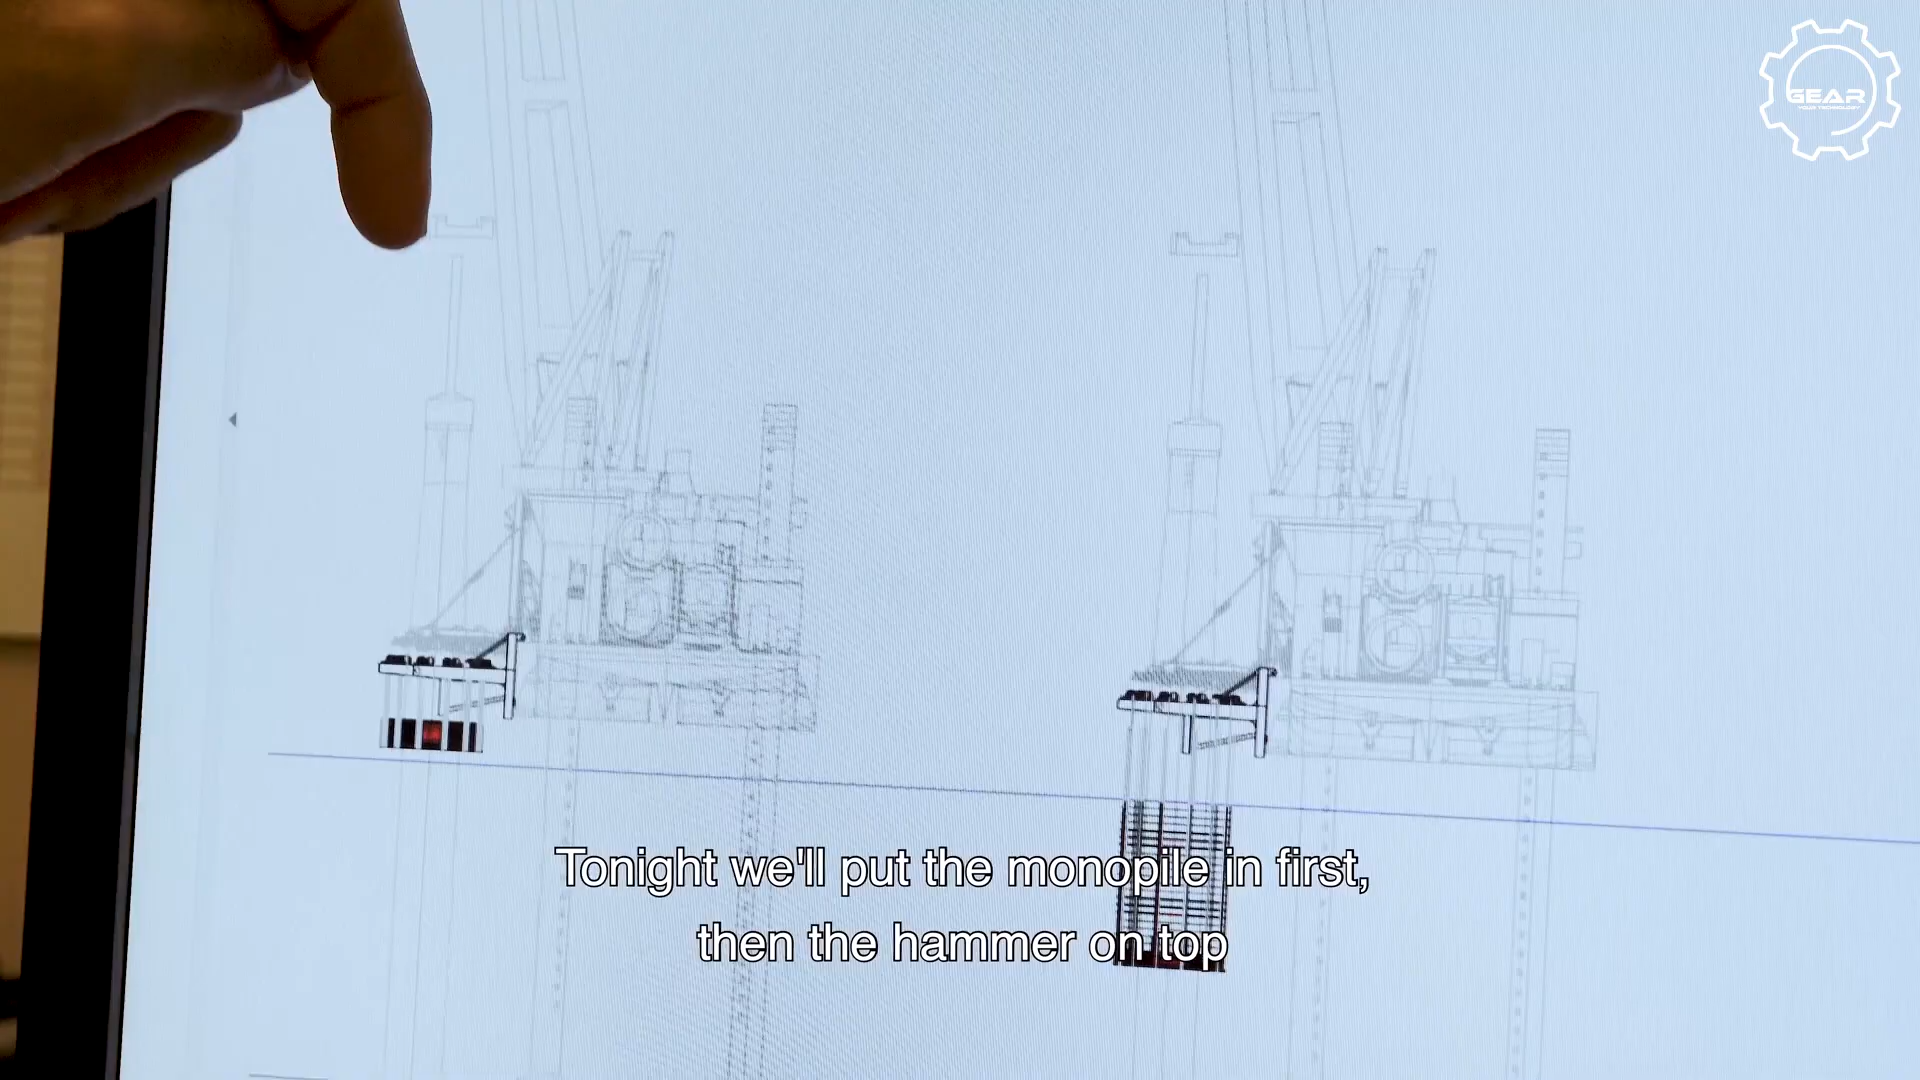 GEAR
Tonight we'll put the monopile in first,
then the hammer on top